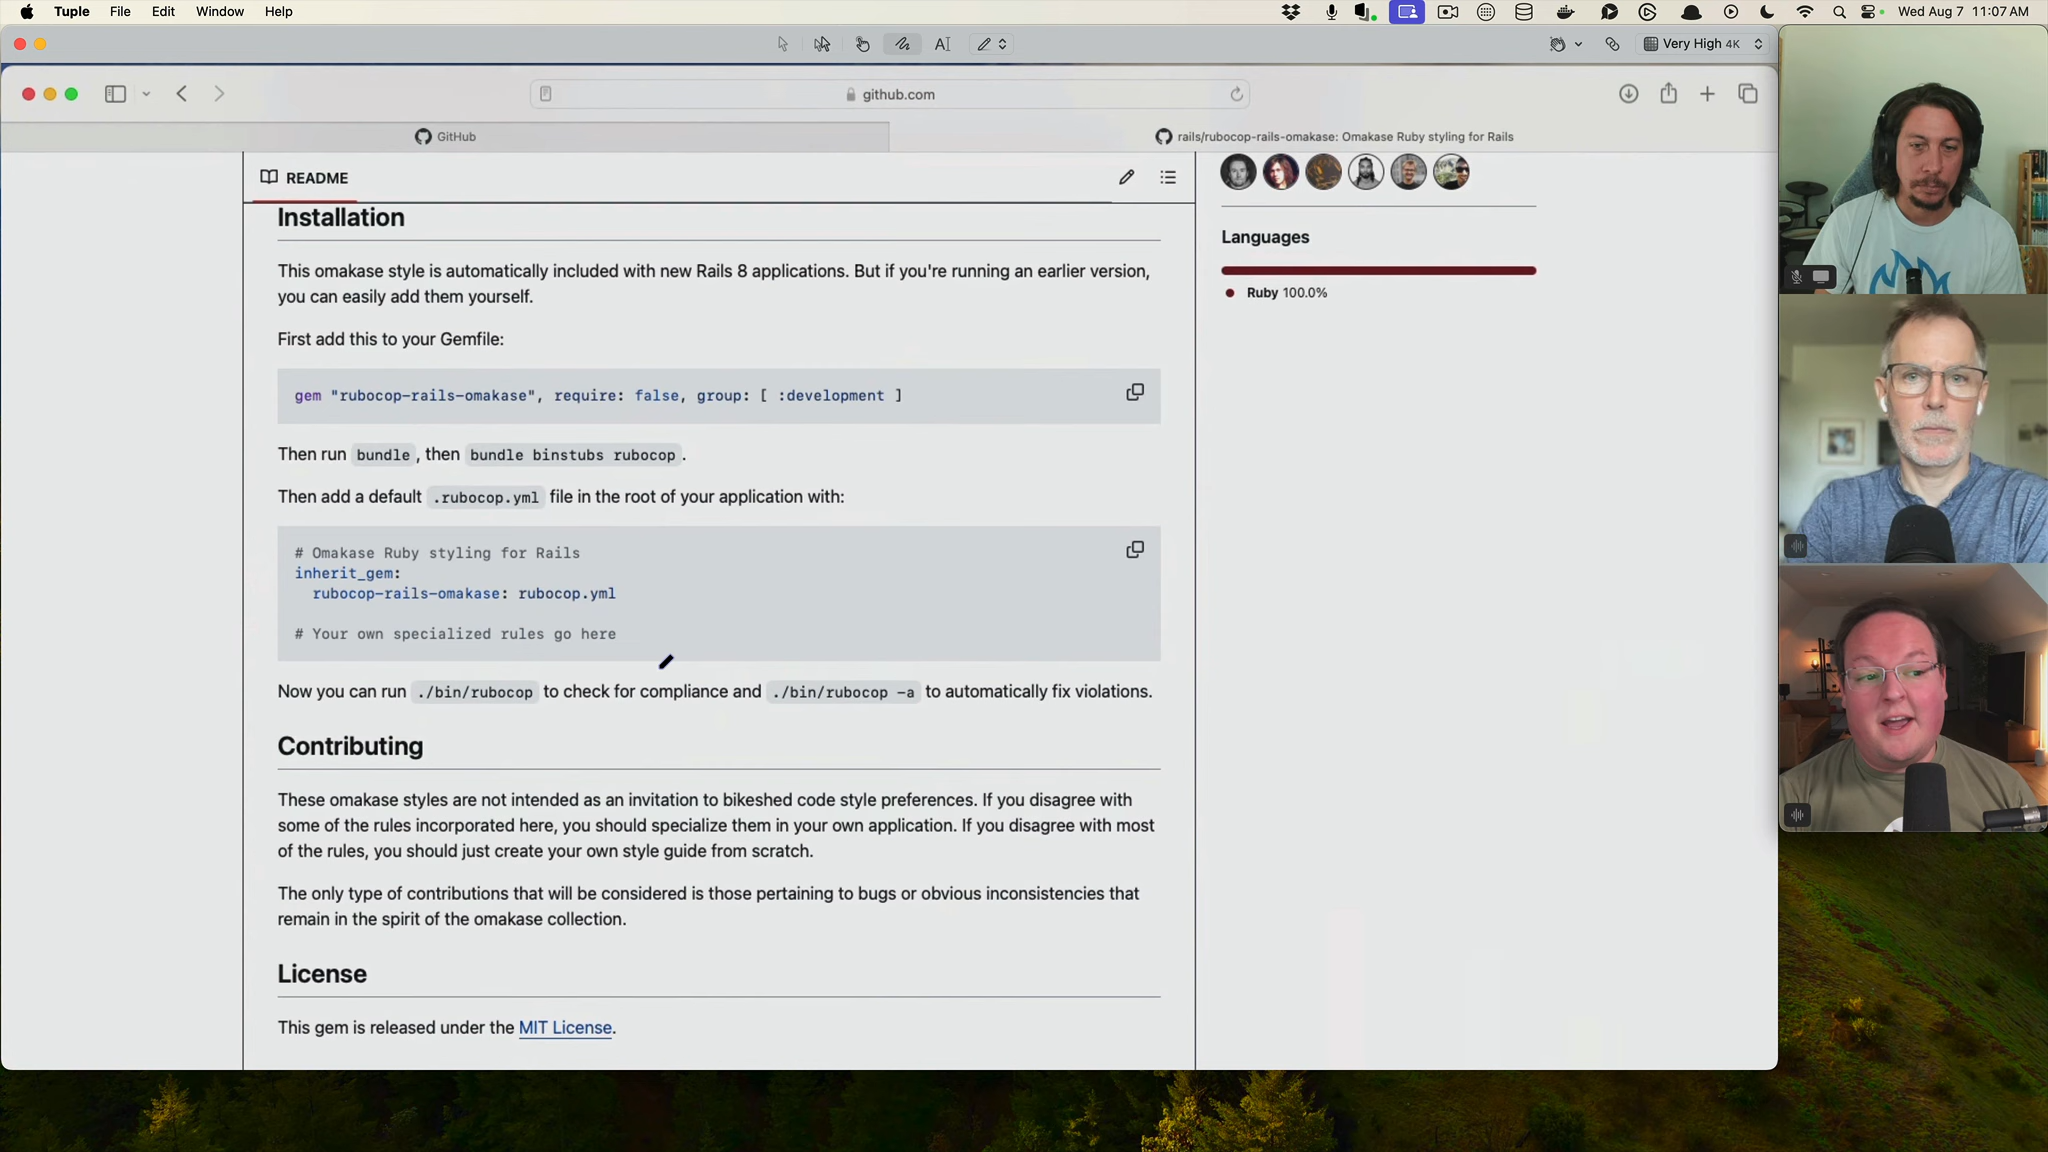 Tuple File Edit Window Help
Wed Aug 7 11:07 AM
Very High 4K
github.com
GitHub
rails/rubocop-rails-omakase: Omakase Ruby styling for Rails
README
Installation
This omakase style is automatically included with new Rails 8 applications. But if you're running an earlier version,
you can easily add them yourself.
First add this to your Gemfile:
gem "rubocop-rails-omakase", require: false, group: [ :development ]
Then run bundle, then bundle binstubs rubocop.
Then add a default .rubocop.yml file in the root of your application with:
# Omakase Ruby styling for Rails
inherit_gem:
rubocop-rails-omakase: rubocop.yml
# Your own specialized rules go here
Now you can run ./bin/rubocop to check for compliance and ./bin/rubocop -a to automatically fix violations.
Contributing
These omakase styles are not intended as an invitation to bikeshed code style preferences. If you disagree with
some of the rules incorporated here, you should specialize them in your own application. If you disagree with most
of the rules, you should just create your own style guide from scratch.
The only type of contributions that will be considered is those pertaining to bugs or obvious inconsistencies that
remain in the spirit of the omakase collection.
License
This gem is released under the MIT License.
Languages
Ruby 100.0%